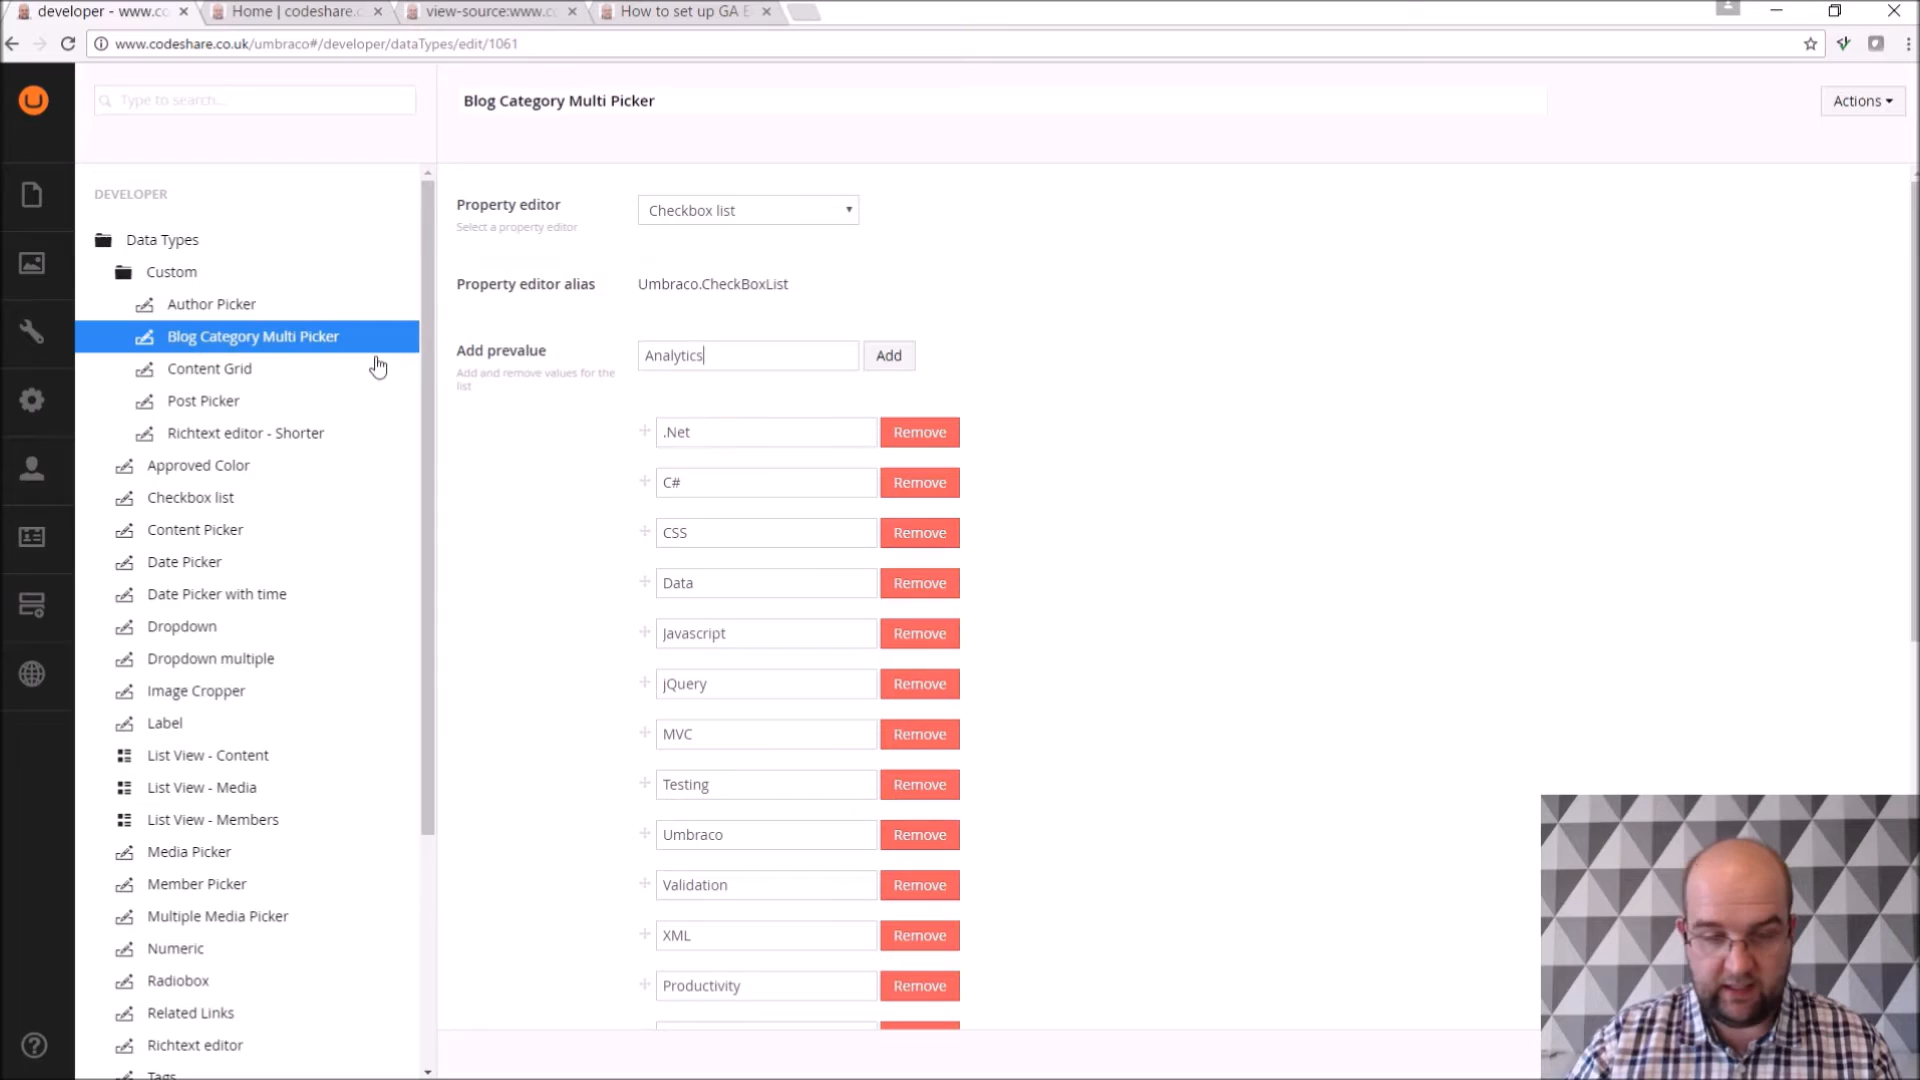 developer - www.co
Home | codeshare.c
view-source:www.co
How to set up GA E
www.codeshare.co.uk/umbraco#/developer/dataTypes/edit/1061
Type to search...
Blog Category Multi Picker
Actions
DEVELOPER
Data Types
Custom
Author Picker
Blog Category Multi Picker
Content Grid
Post Picker
Richtext editor - Shorter
Approved Color
Checkbox list
Content Picker
Date Picker
Date Picker with time
Dropdown
Dropdown multiple
Image Cropper
Label
List View - Content
List View - Media
List View - Members
Media Picker
Member Picker
Multiple Media Picker
Numeric
Radiobox
Related Links
Richtext editor
Tags
Property editor
Select a property editor
Checkbox list
Property editor alias
Umbraco.CheckBoxList
Add prevalue
Add and remove values for the
list
Analytics
Add
.Net
Remove
C#
Remove
CSS
Remove
Data
Remove
Javascript
Remove
jQuery
Remove
MVC
Remove
Testing
Remove
Umbraco
Remove
Validation
Remove
XML
Remove
Productivity
Remove